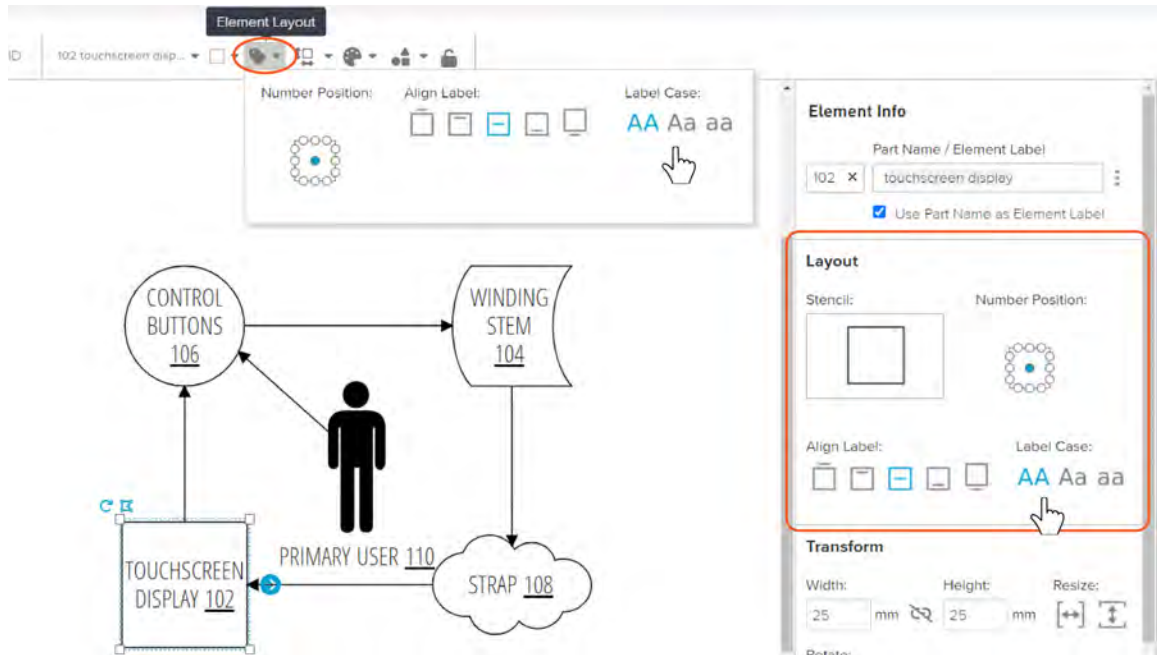 Element Layout
ID
102 touchscreen disp...
Number Position:
Align Label:
Label Case:
AA Aa aa
Element Info
Part Name / Element Label
102 ×
touchscreen display
Use Part Name as Element Label
Layout
Stencil:
Number Position:
Align Label:
Label Case:
AA Aa aa
Transform
Width:
Height:
Resize:
25
mm
25
mm
Rotate:
CONTROL
BUTTONS
106
WINDING
STEM
104
PRIMARY USER 110
TOUCHSCREEN
DISPLAY 102
STRAP 108